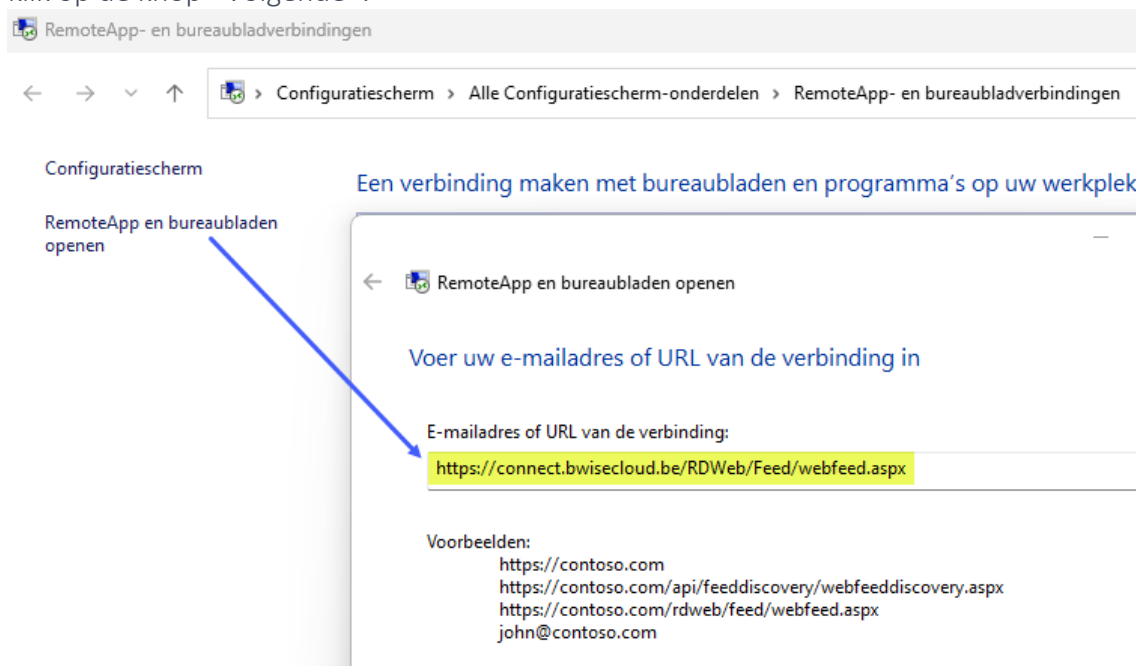 RemoteApp- en bureaubladverbindingen
Configuratiescherm > Alle Configuratiescherm-onderdelen > RemoteApp- en bureaubladverbindingen
Configuratiescherm
Een verbinding maken met bureaubladen en programma's op uw werkplek
RemoteApp en bureaubladen
openen
RemoteApp en bureaubladen openen
Voer uw e-mailadres of URL van de verbinding in
E-mailadres of URL van de verbinding:
https://connect.bwisecloud.be/RDWeb/Feed/webfeed.aspx
Voorbeelden:
https://contoso.com
https://contoso.com/api/feeddiscovery/webfeeddiscovery.aspx
https://contoso.com/rdweb/feed/webfeed.aspx
john@contoso.com